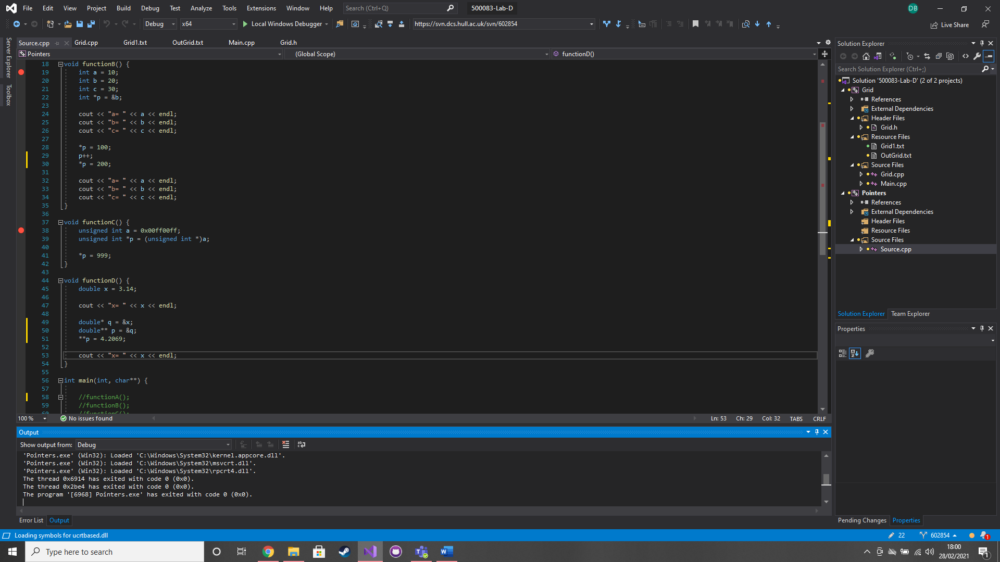 File Edit View Project Build Debug Test Analyze Tools Extensions Window Help Search (Ctrl+Q) 500083-Lab-D DB
Debug x64 Local Windows Debugger https://svn.dcs.hull.ac.uk/svn/602854 Live Share
Server Explorer
Toolbox
Source.cpp Grid.cpp Grid1.txt OutGrid.txt Main.cpp Grid.h
Pointers (Global Scope) functionD()
18 void functionB() {
19 int a = 10;
20 int b = 20;
21 int c = 30;
22 int *p = &b;
23
24 cout << "a= " << a << endl;
25 cout << "b= " << b << endl;
26 cout << "c= " << c << endl;
27
28 *p = 100;
29 p++;
30 *p = 200;
31
32 cout << "a= " << a << endl;
33 cout << "b= " << b << endl;
34 cout << "c= " << c << endl;
35 }
36
37 void functionC() {
38 unsigned int a = 0x00ff00ff;
39 unsigned int *p = (unsigned int *)a;
40
41 *p = 999;
42 }
43
44 void functionD() {
45 double x = 3.14;
46
47 cout << "x= " << x << endl;
48
49 double* q = &x;
50 double** p = &q;
51 **p = 4.2069;
52
53 cout << "x= " << x << endl;
54 }
55
56 int main(int, char**) {
57
58 //functionA();
59 //functionB();
60 //functionC();
100 % No issues found Ln: 53 Ch: 29 Col: 32 TABS CRLF
Output
Show output from: Debug
'Pointers.exe' (Win32): Loaded 'C:\Windows\System32\kernel.appcore.dll'.
'Pointers.exe' (Win32): Loaded 'C:\Windows\System32\msvcrt.dll'.
'Pointers.exe' (Win32): Loaded 'C:\Windows\System32\rpcrt4.dll'.
The thread 0x6914 has exited with code 0 (0x0).
The thread 0x2be4 has exited with code 0 (0x0).
The program '[6968] Pointers.exe' has exited with code 0 (0x0).
Error List Output
Solution Explorer
Search Solution Explorer (Ctrl+;)
Solution '500083-Lab-D' (2 of 2 projects)
Grid
References
External Dependencies
Header Files
Grid.h
Resource Files
Grid1.txt
OutGrid.txt
Source Files
Grid.cpp
Main.cpp
Pointers
References
External Dependencies
Header Files
Resource Files
Source Files
Source.cpp
Solution Explorer Team Explorer
Properties
Pending Changes Properties
Loading symbols for ucrtbased.dll 22 602854 1
Type here to search 18:00
28/02/2021 1